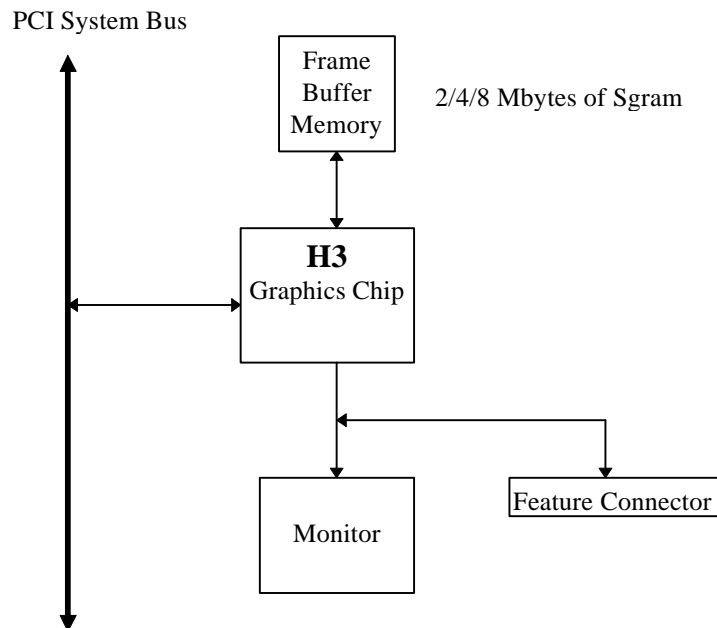 PCI System Bus
Frame
Buffer
Memory
2/4/8 Mbytes of Sgram
H3
Graphics Chip
Monitor
Feature Connector